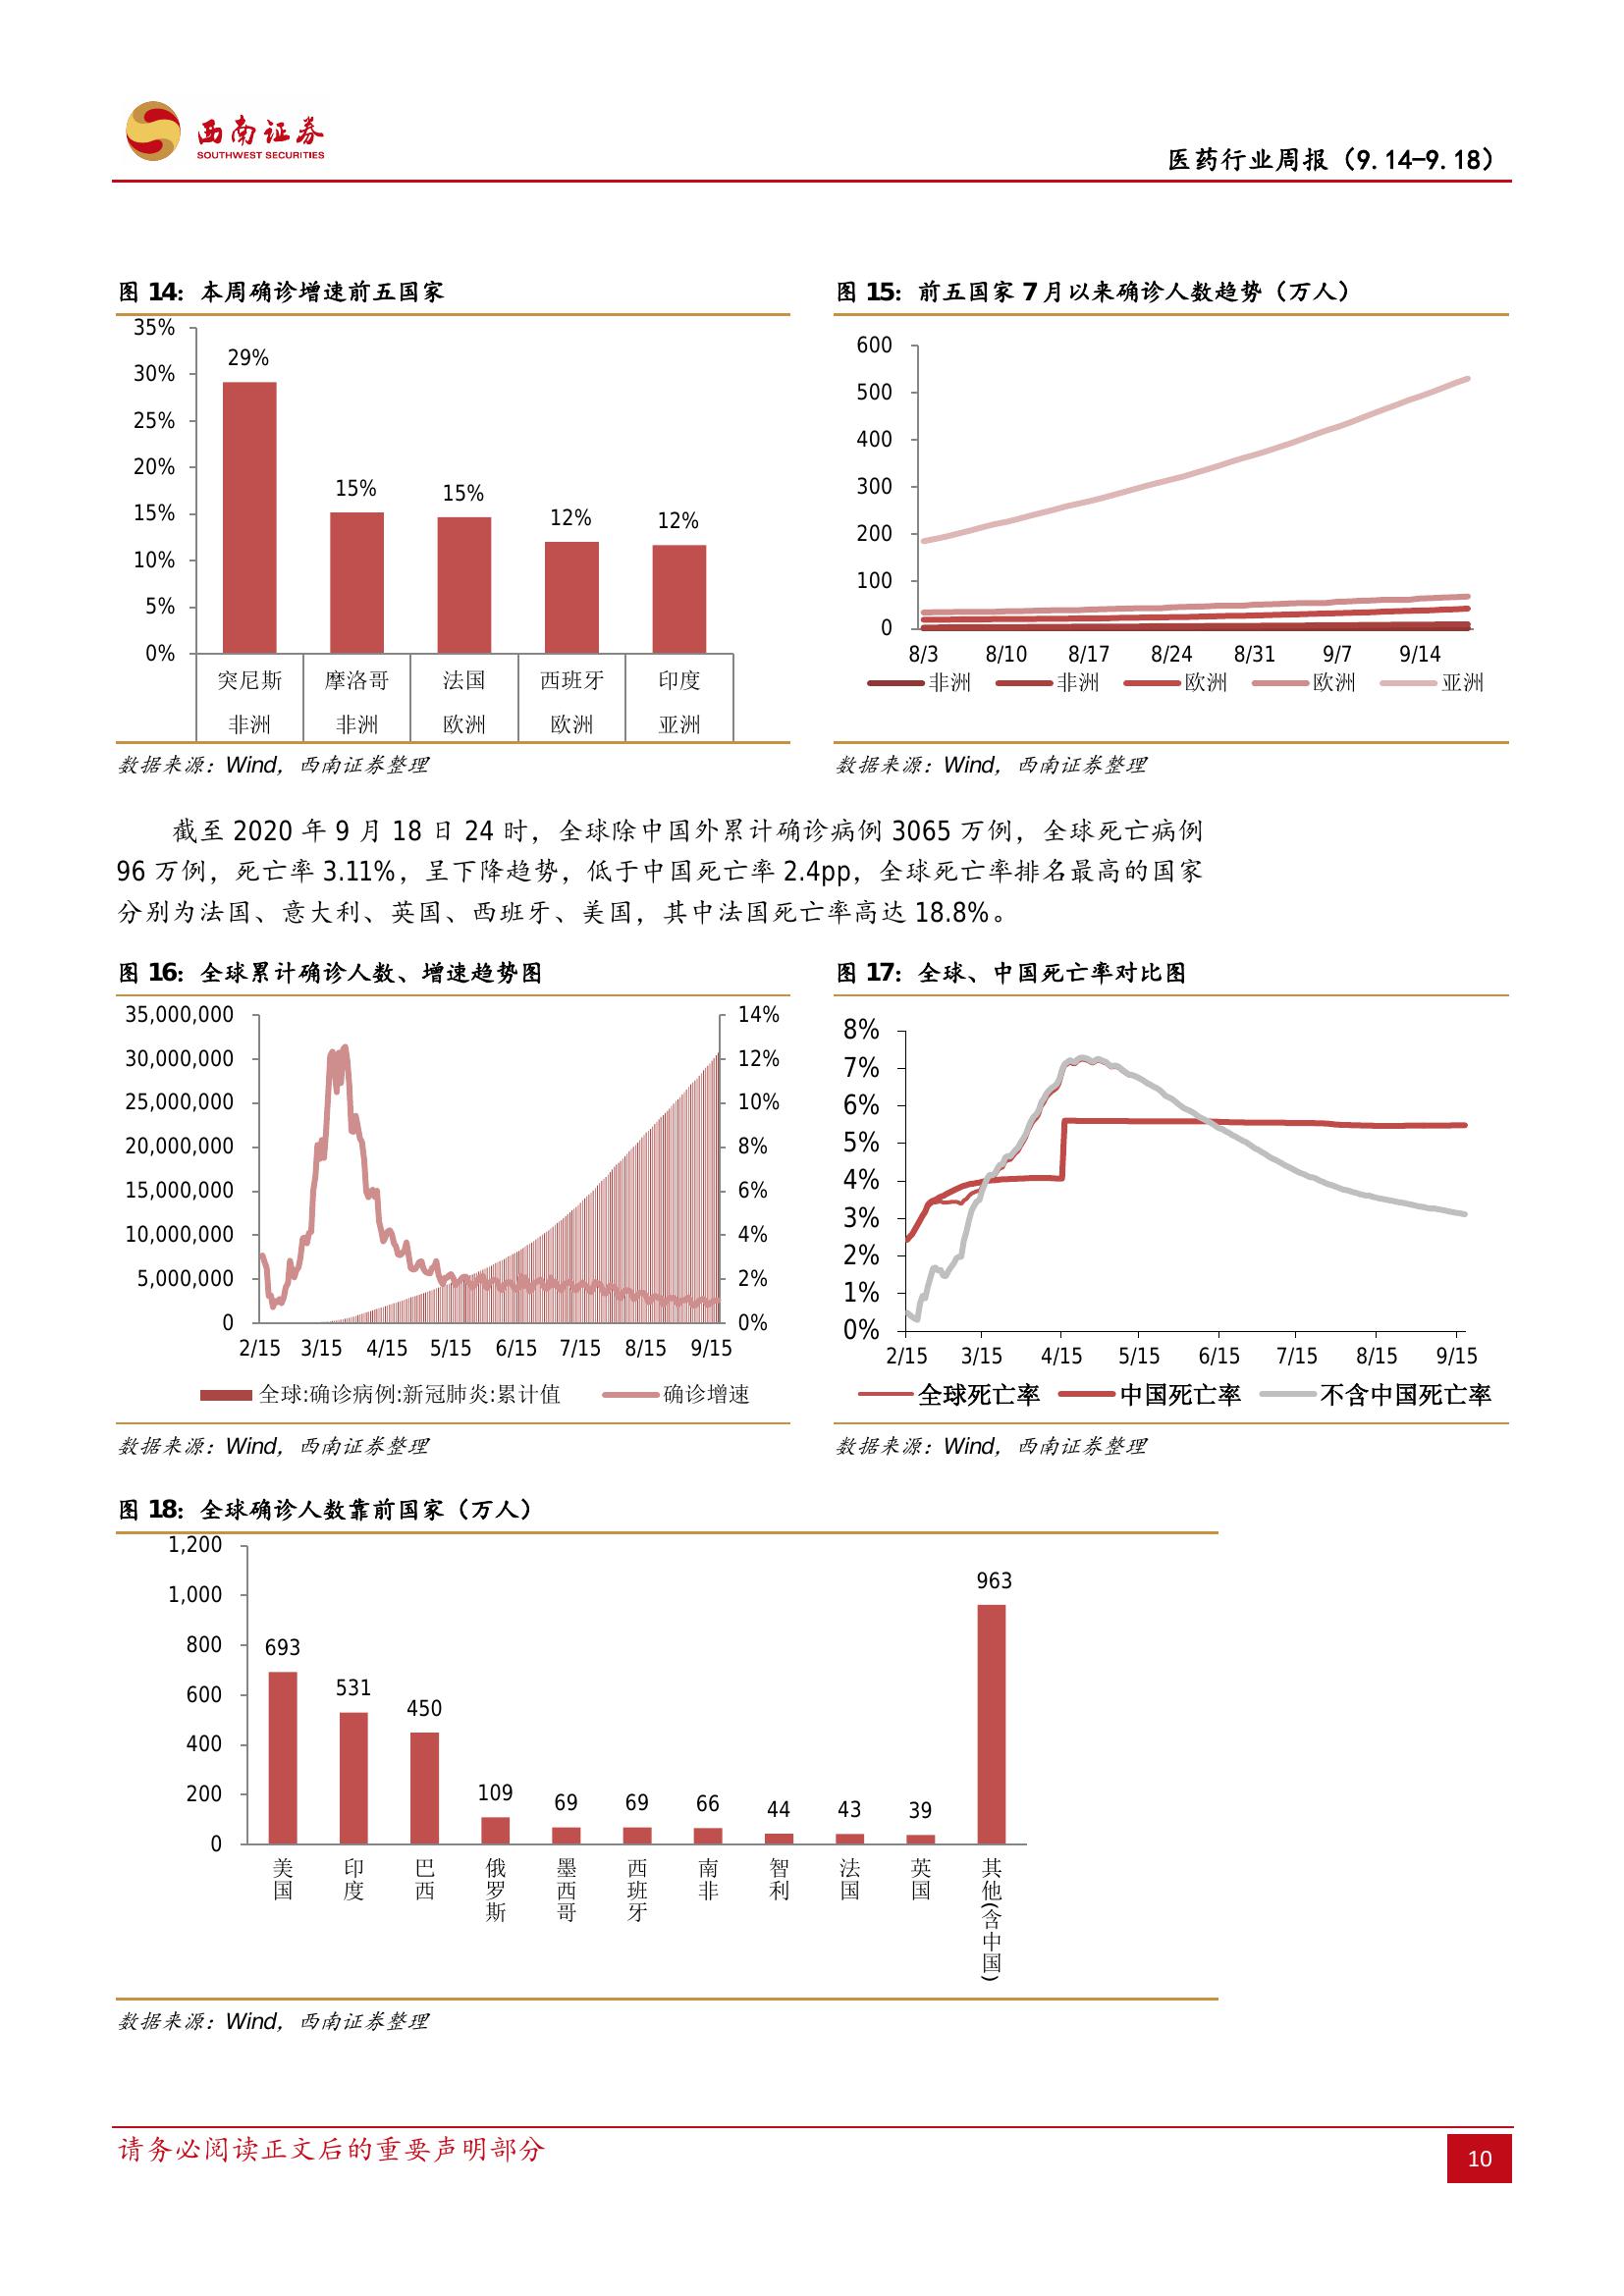 西南证券
SOUTHWEST SECURITIES
医药行业周报（9.14-9.18）
图 14：本周确诊增速前五国家
35%
30%
25%
20%
15%
10%
5%
0%
29%
15%
15%
12%
12%
突尼斯 摩洛哥 法国 西班牙 印度
非洲 非洲 欧洲 欧洲 亚洲
数据来源：Wind，西南证券整理
图 15：前五国家 7 月以来确诊人数趋势（万人）
600
500
400
300
200
100
0
8/3 8/10 8/17 8/24 8/31 9/7 9/14
非洲 非洲 欧洲 欧洲 亚洲
数据来源：Wind，西南证券整理
截至 2020 年 9 月 18 日 24 时，全球除中国外累计确诊病例 3065 万例，全球死亡病例
96 万例，死亡率 3.11%，呈下降趋势，低于中国死亡率 2.4pp，全球死亡率排名最高的国家
分别为法国、意大利、英国、西班牙、美国，其中法国死亡率高达 18.8%。
图 16：全球累计确诊人数、增速趋势图
35,000,000
30,000,000
25,000,000
20,000,000
15,000,000
10,000,000
5,000,000
0
14%
12%
10%
8%
6%
4%
2%
0%
2/15 3/15 4/15 5/15 6/15 7/15 8/15 9/15
全球:确诊病例:新冠肺炎:累计值 确诊增速
数据来源：Wind，西南证券整理
图 17：全球、中国死亡率对比图
8%
7%
6%
5%
4%
3%
2%
1%
0%
2/15 3/15 4/15 5/15 6/15 7/15 8/15 9/15
全球死亡率 中国死亡率 不含中国死亡率
数据来源：Wind，西南证券整理
图 18：全球确诊人数靠前国家（万人）
1,200
1,000
800
600
400
200
0
693
531
450
109
69
69
66
44
43
39
963
美国
印度
巴西
俄罗斯
墨西哥
西班牙
南非
智利
法国
英国
其他(含中国)
数据来源：Wind，西南证券整理
请务必阅读正文后的重要声明部分
10